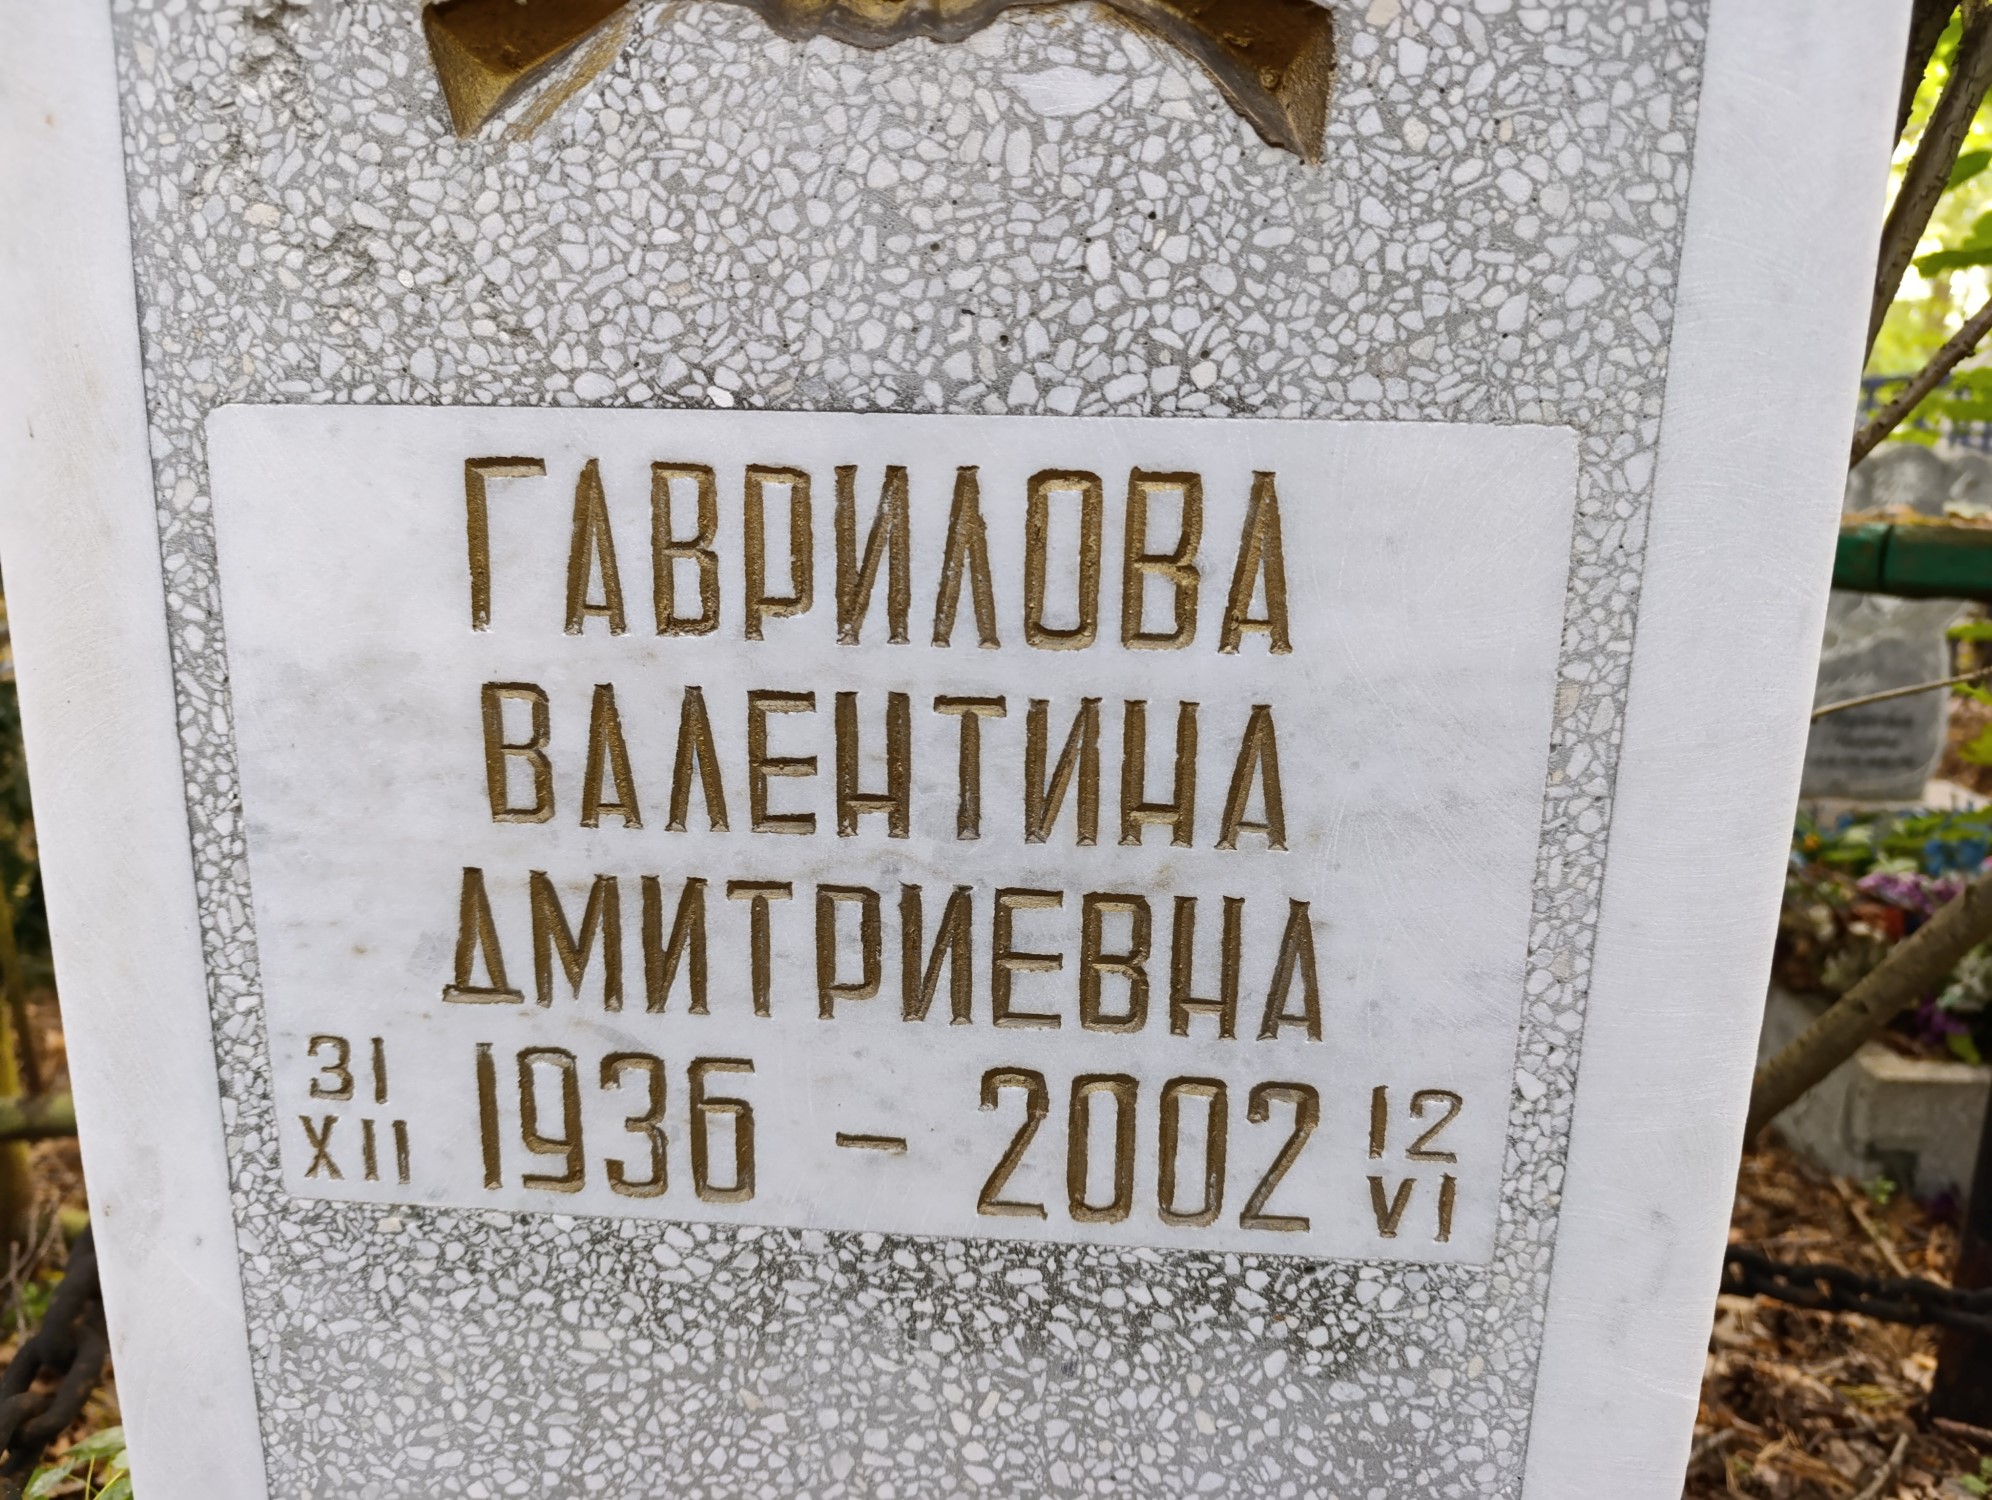 ГАВРИЛОВА
ВАЛЕНТИНА
ДМИТРИЕВНА
31 XII 1936 – 2002 12 VI